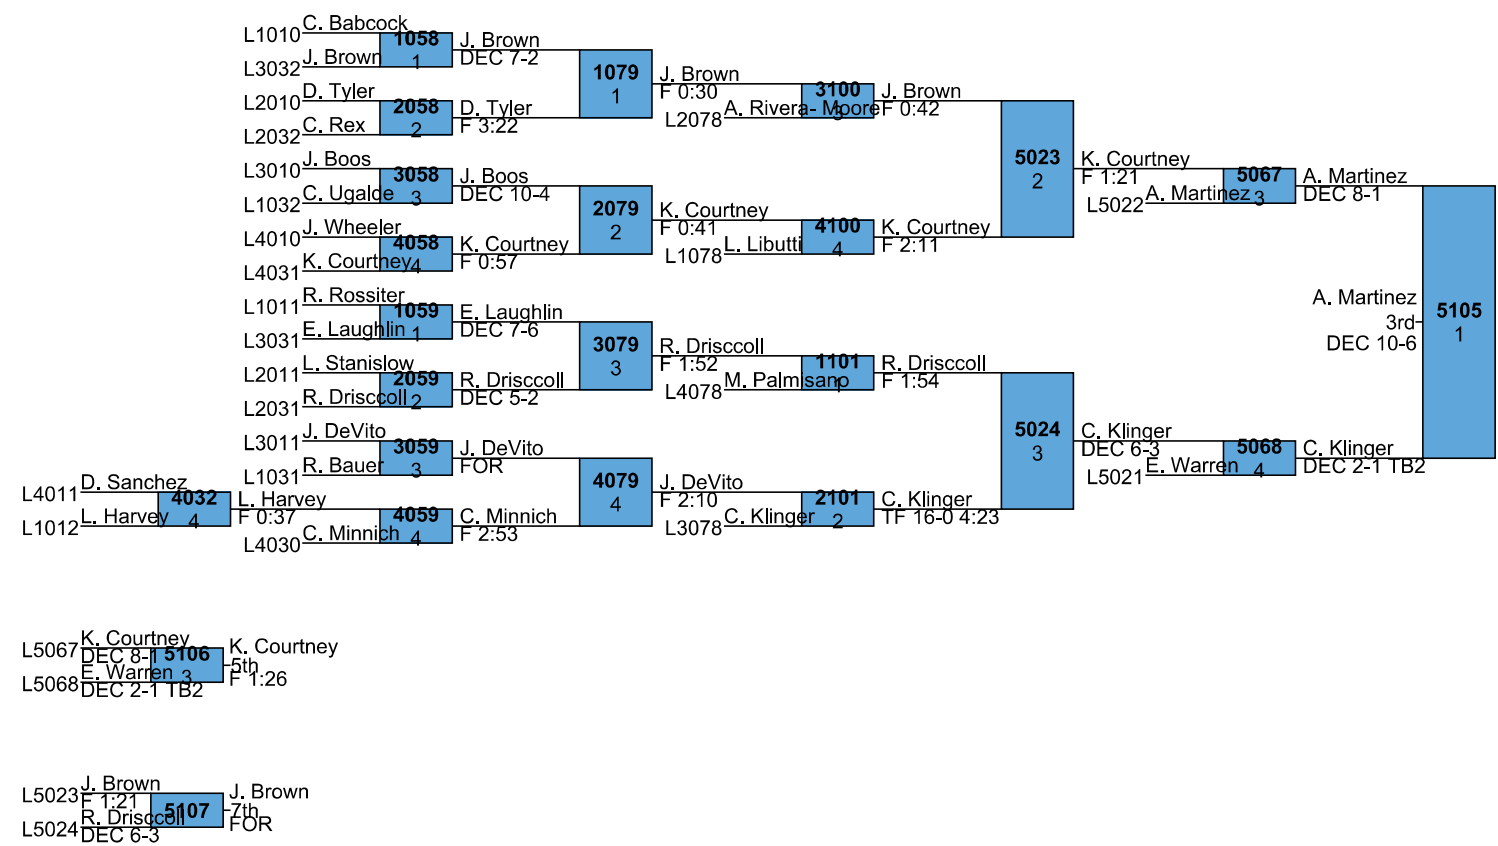 C. Babcock
L1010
1058
1
J. Brown
DEC 7-2
J. Brown
L3032
1079
1
J. Brown
F 0:30
D. Tyler
L2010
2058
2
D. Tyler
F 3:22
C. Rex
L2032
3100
3
J. Brown
F 0:42
A. Rivera- Moore
L2078
J. Boos
L3010
3058
3
J. Boos
DEC 10-4
C. Ugalde
L1032
5023
2
K. Courtney
F 1:21
5067
3
A. Martinez
DEC 8-1
A. Martinez
L5022
J. Wheeler
L4010
2079
2
K. Courtney
F 0:41
4058
4
K. Courtney
F 0:57
K. Courtney
L4031
4100
4
K. Courtney
F 2:11
L. Libutti
L1078
R. Rossiter
L1011
1059
1
E. Laughlin
DEC 7-6
E. Laughlin
L3031
A. Martinez
3rd
DEC 10-6
5105
1
3079
3
R. Drisccoll
F 1:52
L. Stanislow
L2011
2059
2
R. Drisccoll
DEC 5-2
R. Drisccoll
L2031
1101
1
R. Drisccoll
F 1:54
M. Palmisano
L4078
J. DeVito
L3011
3059
3
J. DeVito
FOR
R. Bauer
L1031
5024
3
C. Klinger
DEC 6-3
5068
4
C. Klinger
DEC 2-1 TB2
E. Warren
L5021
D. Sanchez
L4011
4032
4
L. Harvey
F 0:37
L. Harvey
L1012
4079
4
J. DeVito
F 2:10
4059
4
C. Minnich
F 2:53
C. Minnich
L4030
2101
2
C. Klinger
TF 16-0 4:23
C. Klinger
L3078
K. Courtney
L5067
DEC 8-1
5106
3
K. Courtney
5th
F 1:26
E. Warren
L5068
DEC 2-1 TB2
J. Brown
L5023
F 1:21
5107
J. Brown
7th
FOR
R. Drisccoll
L5024
DEC 6-3